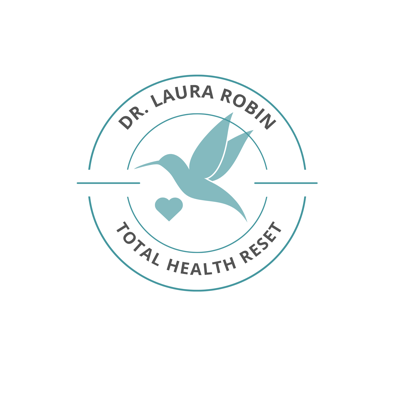 DR. LAURA ROBIN
TOTAL HEALTH RESET